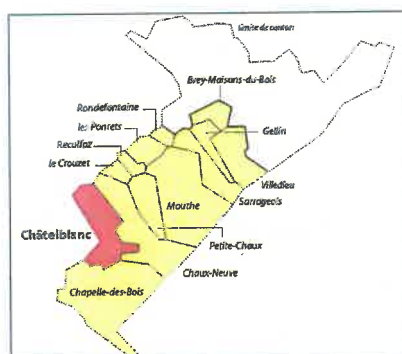 limite de canton
Brey-Maisons-du-Bois
Rondefontaine
les Pontets
Gellin
Reculfoz
le Crouzet
Villedieu
Sarrageois
Mouthe
Châtelblanc
Petite-Chaux
Chaux-Neuve
Chapelle-des-Bois